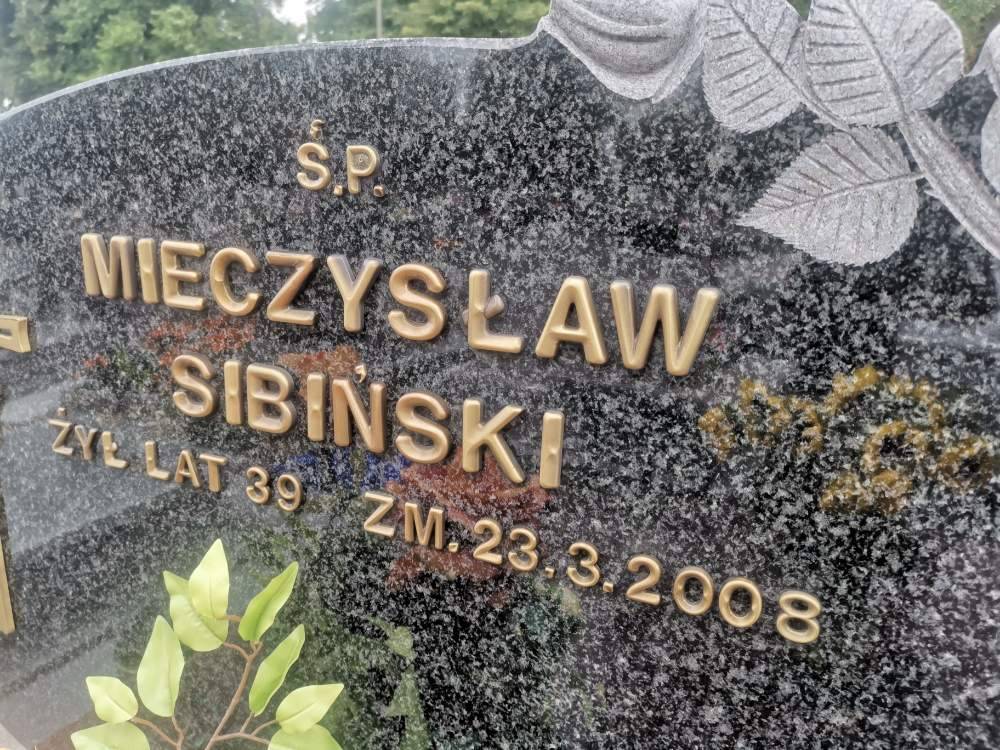 Ś.P.
MIECZYSŁAW
SIBIŃSKI
ŻYŁ LAT 39 ZM. 23.3.2008